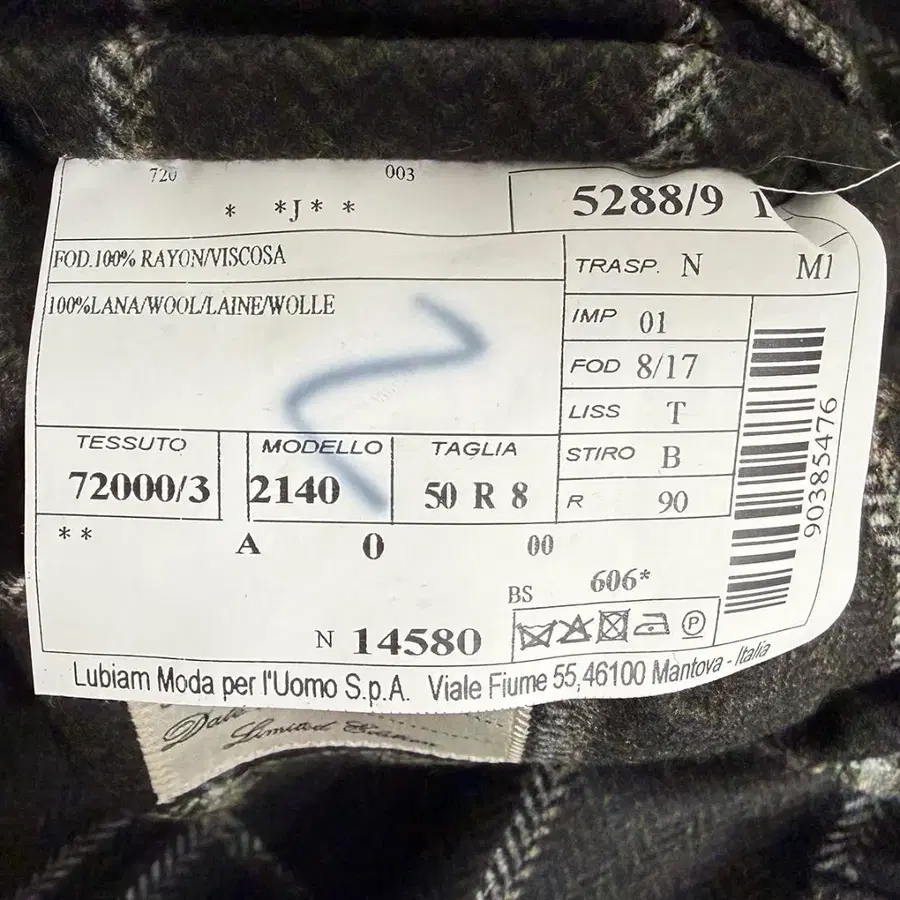 720 003
* *J* *
5288/9
FOD.100% RAYON/VISCOSA
TRASP. N M1
100%LANA/WOOL/LAINE/WOLLE
IMP 01
FOD 8/17
LISS T
STIRO B
R 90
TESSUTO MODELLO TAGLIA
72000/3 2140 50 R 8
90385476
** A 0 00
BS 606*
N 14580
P
Lubiam Moda per l'Uomo S.p.A. Viale Fiume 55,46100 Mantova - Italia
Limited Edition